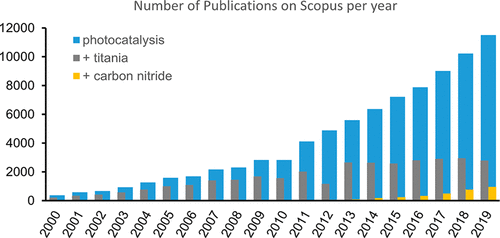 Number of Publications on Scopus per year
12000
10000
8000
6000
4000
2000
0
photocatalysis
+ titania
+ carbon nitride
2000 2001 2002 2003 2004 2005 2006 2007 2008 2009 2010 2011 2012 2013 2014 2015 2016 2017 2018 2019